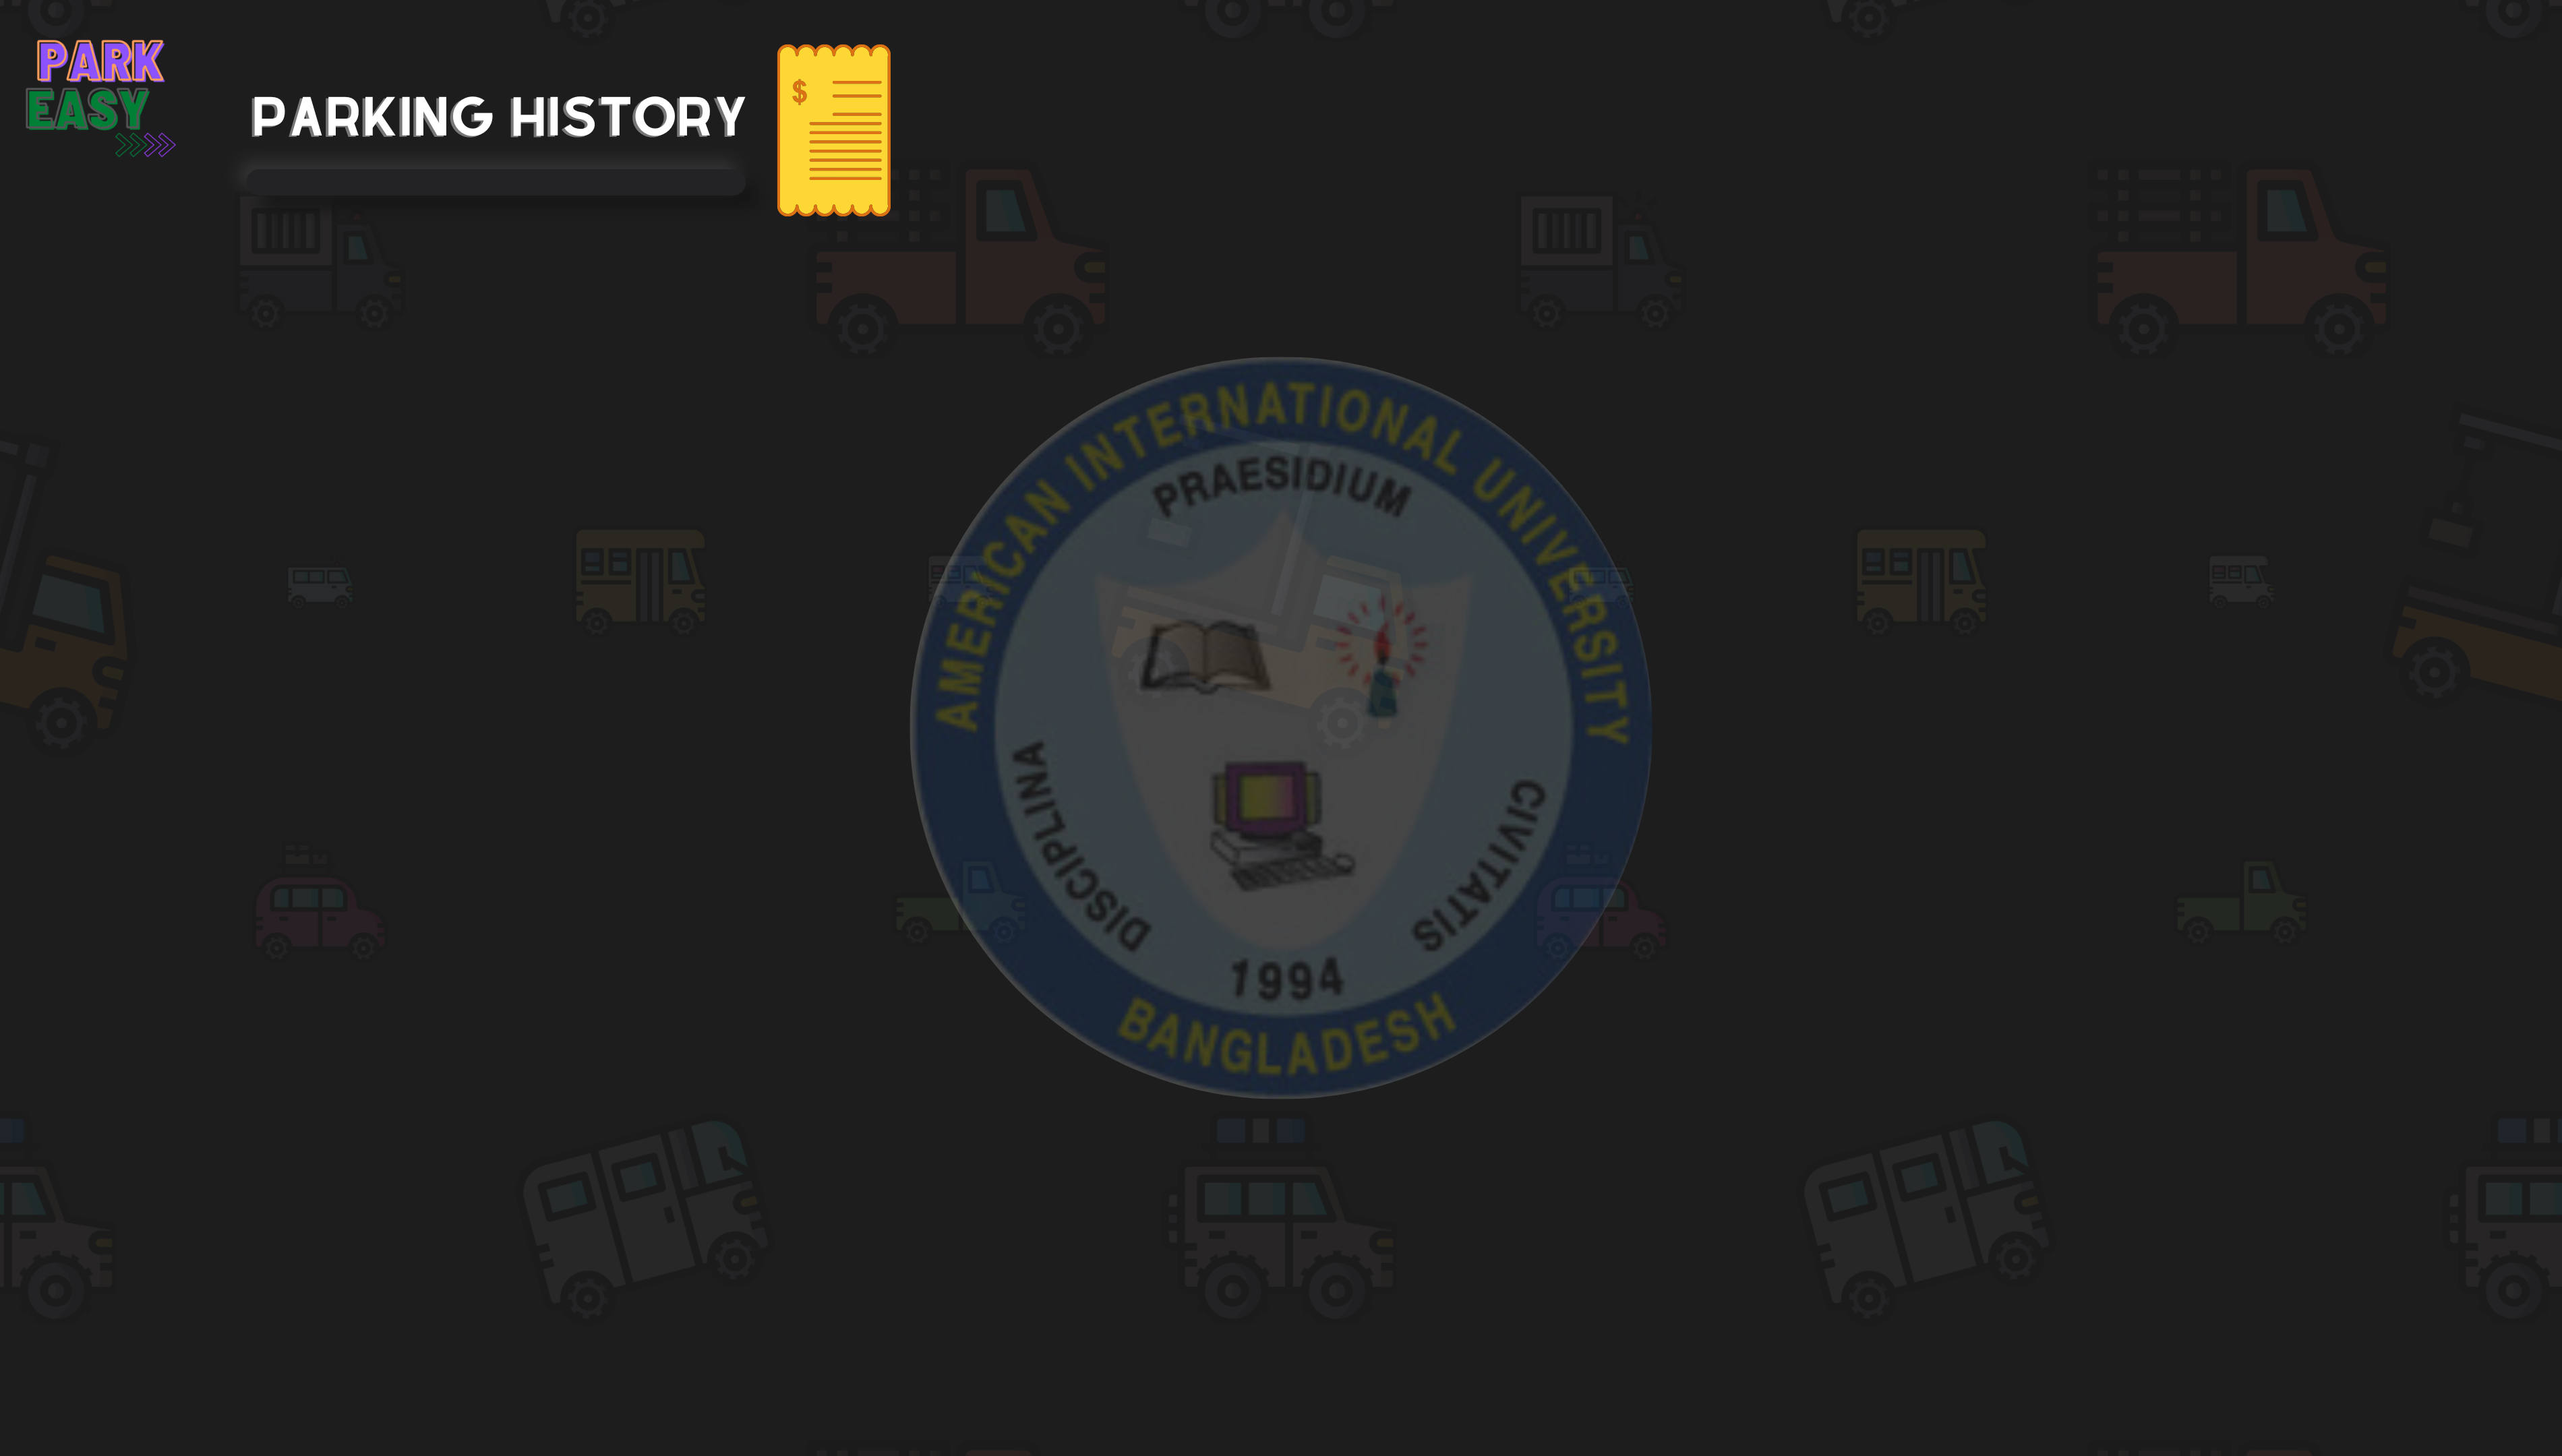 PARK
EASY
PARKING HISTORY
$
AMERICAN INTERNATIONAL UNIVERSITY
PRAESIDIUM
DISCIPLINA
CIVITATIS
1994
BANGLADESH